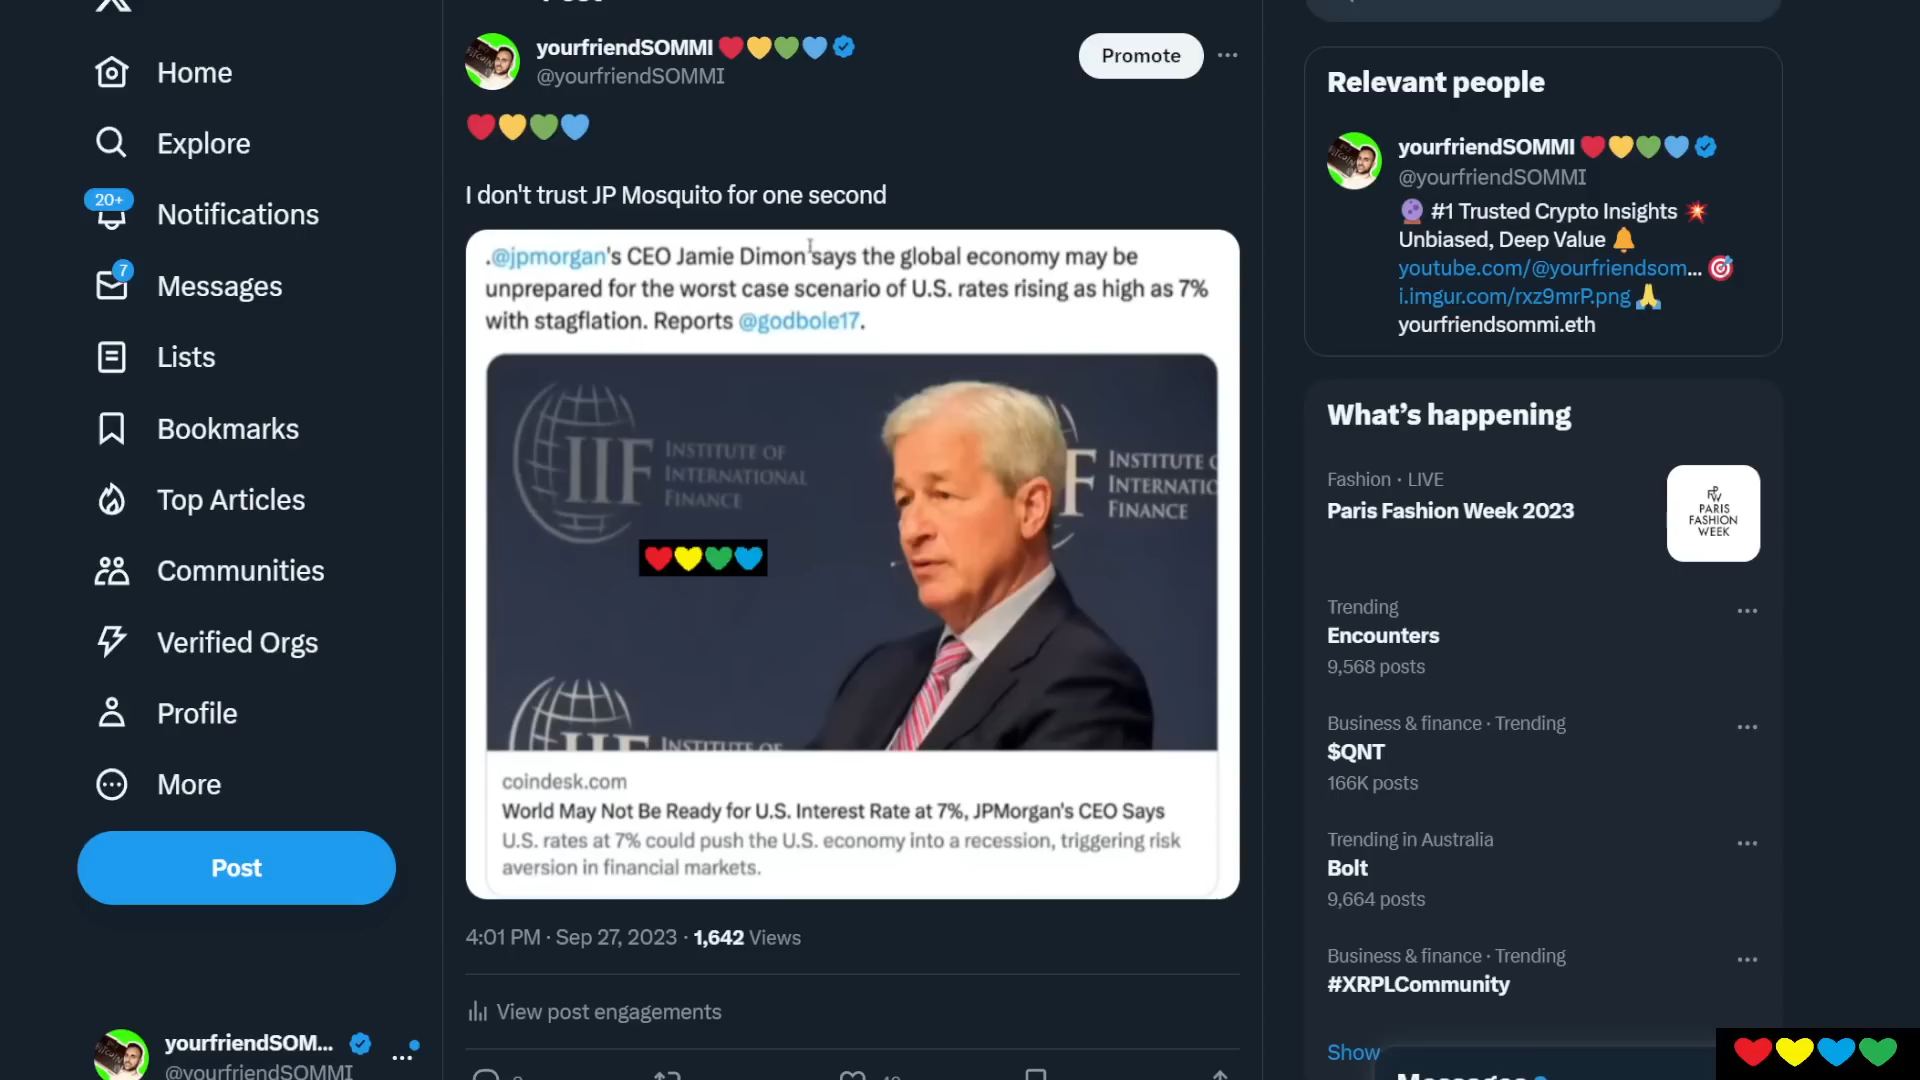 Home
Explore
20+
Notifications
7
Messages
Lists
Bookmarks
Top Articles
Communities
Verified Orgs
Profile
More
Post
yourfriendSOM...
@yourfriendSOMMI
yourfriendSOMMI ❤️💛💚💙
@yourfriendSOMMI
Promote
❤️💛💚💙
I don't trust JP Mosquito for one second
.@jpmorgan's CEO Jamie Dimon says the global economy may be
unprepared for the worst case scenario of U.S. rates rising as high as 7%
with stagflation. Reports @godbole17.
IIF INSTITUTE OF
INTERNATIONAL
FINANCE
INSTITUTE
FINANCE
INSTITUTE OF
coindesk.com
World May Not Be Ready for U.S. Interest Rate at 7%, JPMorgan's CEO Says
U.S. rates at 7% could push the U.S. economy into a recession, triggering risk
aversion in financial markets.
4:01 PM · Sep 27, 2023 · 1,642 Views
View post engagements
Relevant people
yourfriendSOMMI ❤️💛💚💙
@yourfriendSOMMI
🔮 #1 Trusted Crypto Insights 💥
Unbiased, Deep Value 🔔
youtube.com/@yourfriendsom... 🎯
i.imgur.com/rxz9mrP.png 🙏
yourfriendsommi.eth
What's happening
Fashion · LIVE
Paris Fashion Week 2023
PARIS
FASHION
WEEK
Trending
Encounters
9,568 posts
Business & finance · Trending
$QNT
166K posts
Trending in Australia
Bolt
9,664 posts
Business & finance · Trending
#XRPLCommunity
Show
Messages